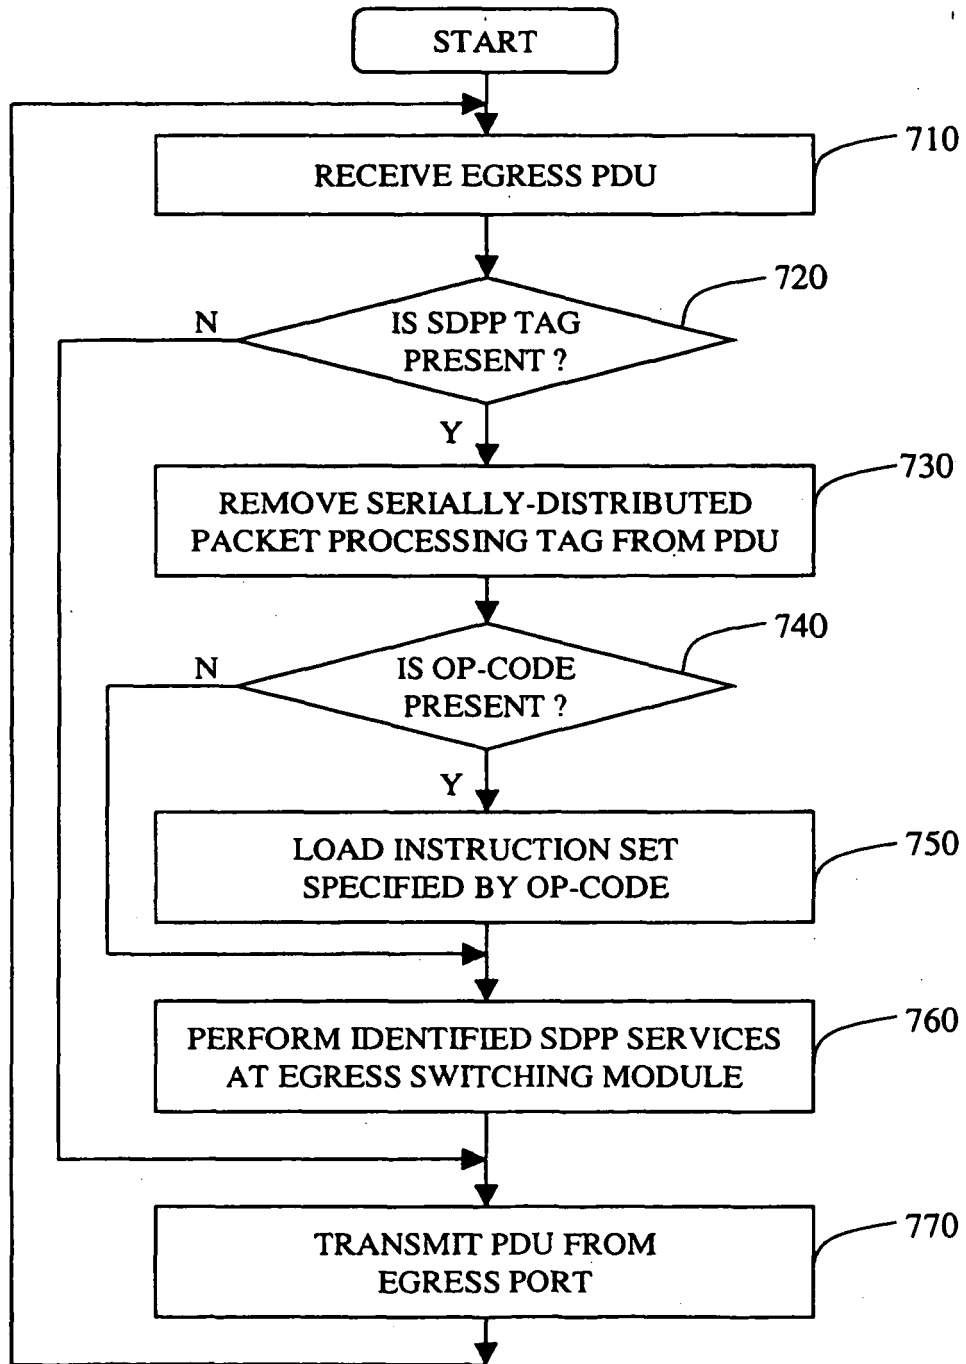 START
RECEIVE EGRESS PDU
710
IS SDPP TAG
PRESENT ?
720
N
Y
REMOVE SERIALLY-DISTRIBUTED
PACKET PROCESSING TAG FROM PDU
730
IS OP-CODE
PRESENT ?
740
N
Y
LOAD INSTRUCTION SET
SPECIFIED BY OP-CODE
750
PERFORM IDENTIFIED SDPP SERVICES
AT EGRESS SWITCHING MODULE
760
TRANSMIT PDU FROM
EGRESS PORT
770